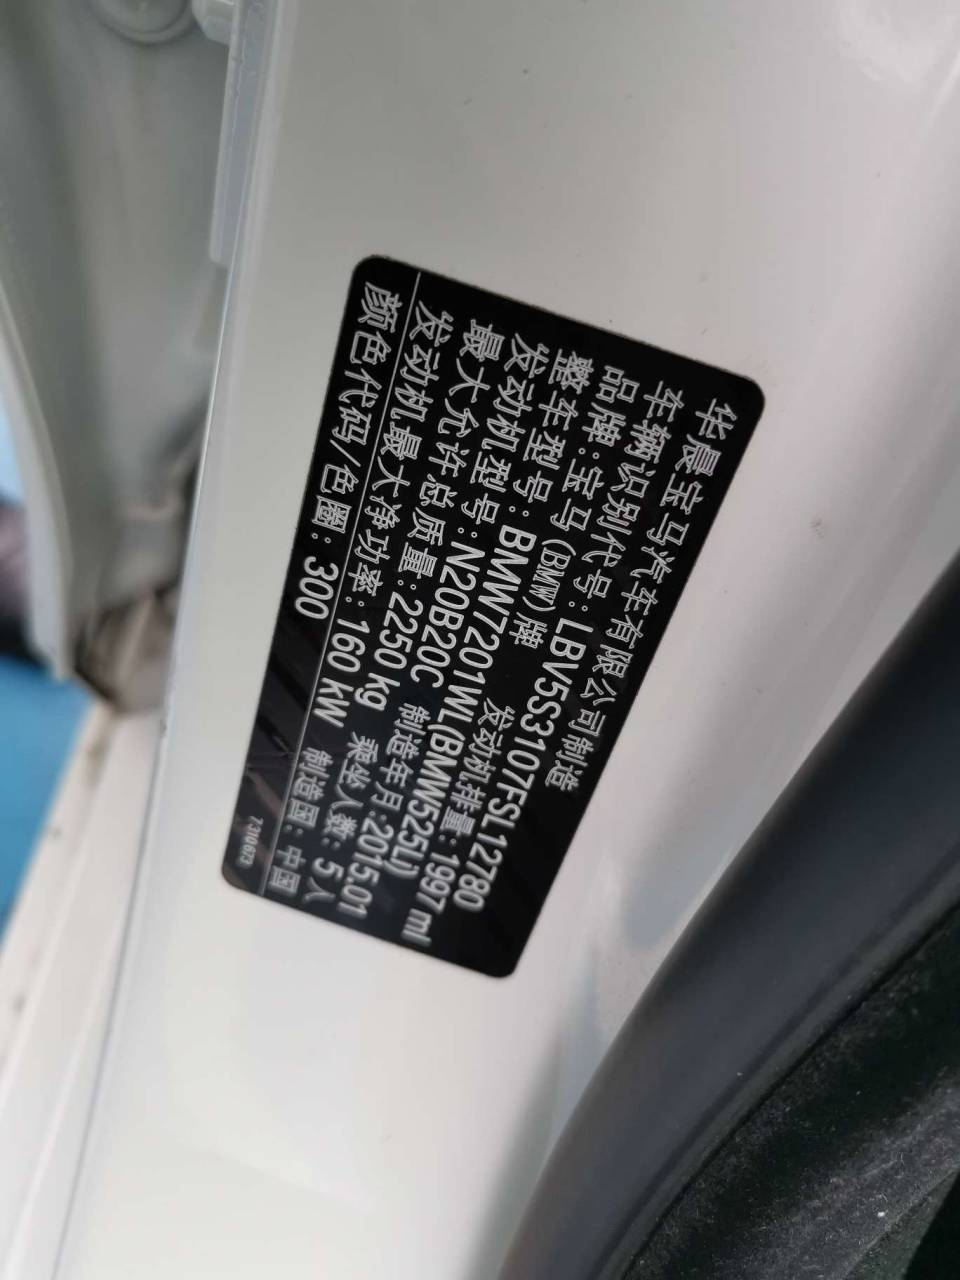 华晨宝马汽车有限公司制造
车辆识别代号: LBV5S3107FSL12780
品牌: 宝马 (BMW) 牌 发动机排量: 1997 ml
整车型号: BMW7201WL(BMW525Li)
发动机型号: N20B20C 制造年月: 2015.01
最大允许总质量: 2250 kg 乘坐人数: 5 人
发动机最大净功率: 160 kW 制造国: 中国
颜色代码/色圈: 300
7310673